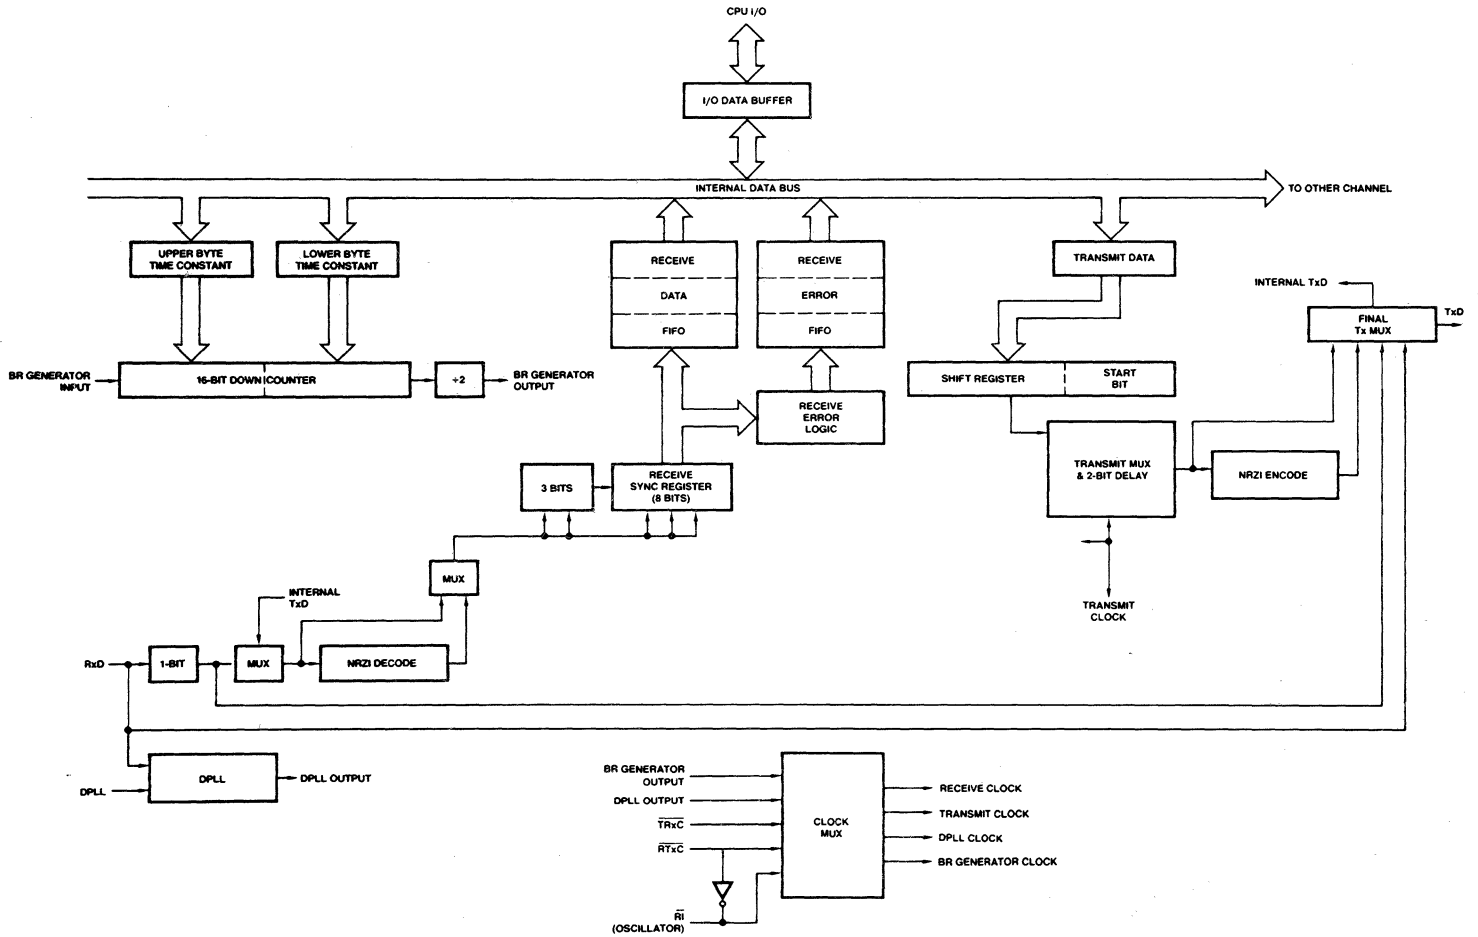 CPU I/O
I/O DATA BUFFER
INTERNAL DATA BUS
TO OTHER CHANNEL
UPPER BYTE
TIME CONSTANT
LOWER BYTE
TIME CONSTANT
RECEIVE
DATA
FIFO
RECEIVE
ERROR
FIFO
TRANSMIT DATA
INTERNAL TxD
FINAL
Tx MUX
TxD
BR GENERATOR
INPUT
16-BIT DOWN COUNTER
÷2
BR GENERATOR
OUTPUT
SHIFT REGISTER
START
BIT
RECEIVE
ERROR
LOGIC
TRANSMIT MUX
& 2-BIT DELAY
NRZI ENCODE
3 BITS
RECEIVE
SYNC REGISTER
(8 BITS)
MUX
INTERNAL
TxD
TRANSMIT
CLOCK
RxD
1-BIT
MUX
NRZI DECODE
DPLL
DPLL
DPLL OUTPUT
BR GENERATOR
OUTPUT
DPLL OUTPUT
T̅R̅x̅C̅
R̅T̅x̅C̅
R̅I̅
(OSCILLATOR)
CLOCK
MUX
RECEIVE CLOCK
TRANSMIT CLOCK
DPLL CLOCK
BR GENERATOR CLOCK